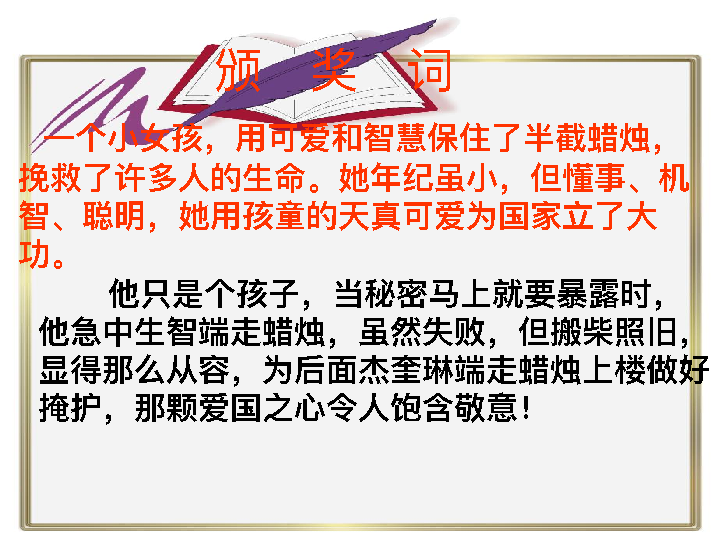 颁 奖 词
一个小女孩，用可爱和智慧保住了半截蜡烛，
挽救了许多人的生命。她年纪虽小，但懂事、机
智、聪明，她用孩童的天真可爱为国家立了大
功。
他只是个孩子，当秘密马上就要暴露时，
他急中生智端走蜡烛，虽然失败，但搬柴照旧，
显得那么从容，为后面杰奎琳端走蜡烛上楼做好
掩护，那颗爱国之心令人饱含敬意！